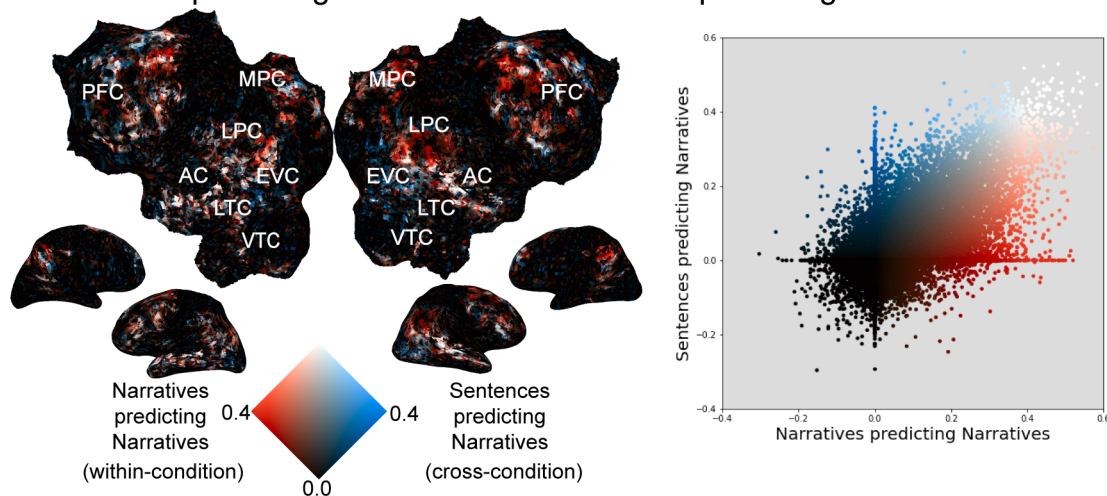 PFC
MPC
LPC
AC
EVC
LTC
VTC
MPC
PFC
LPC
EVC
AC
LTC
VTC
Narratives
predicting
Narratives
(within-condition)
0.4
0.4
0.0
Sentences
predicting
Narratives
(cross-condition)
Sentences predicting Narratives
0.6
0.4
0.2
0.0
−0.2
−0.4
−0.4
−0.2
0.0
0.2
0.4
0.6
Narratives predicting Narratives